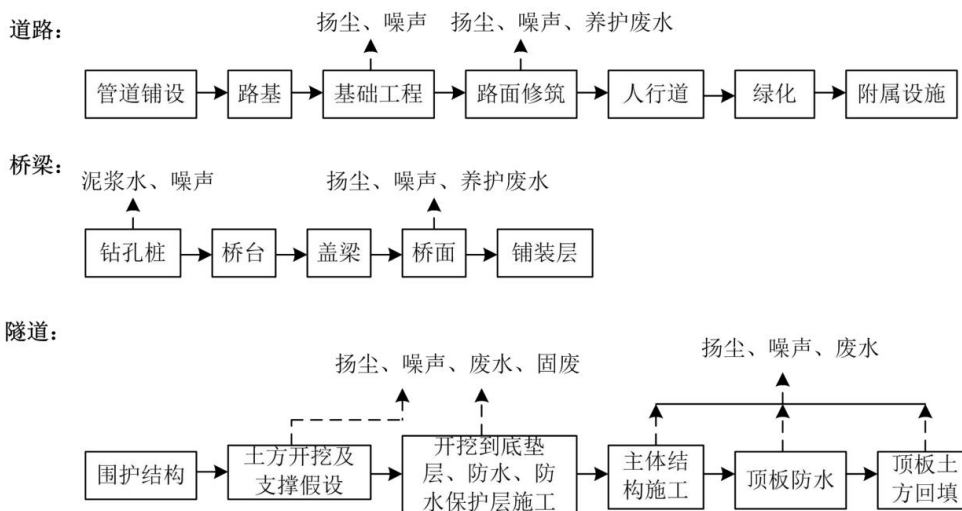 道路：
扬尘、噪声
扬尘、噪声、养护废水
管道铺设
路基
基础工程
路面修筑
人行道
绿化
附属设施
桥梁：
泥浆水、噪声
扬尘、噪声、养护废水
钻孔桩
桥台
盖梁
桥面
铺装层
隧道：
扬尘、噪声、废水、固废
扬尘、噪声、废水
围护结构
土方开挖及
支撑假设
开挖到底垫
层、防水、防
水保护层施工
主体结
构施工
顶板防水
顶板土
方回填